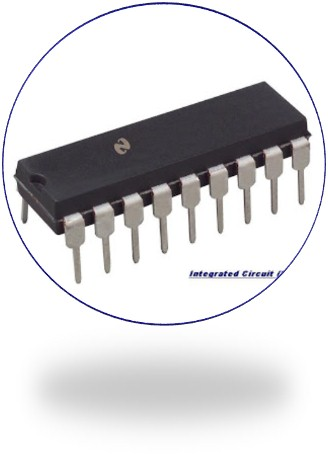 Integrated Circuit (